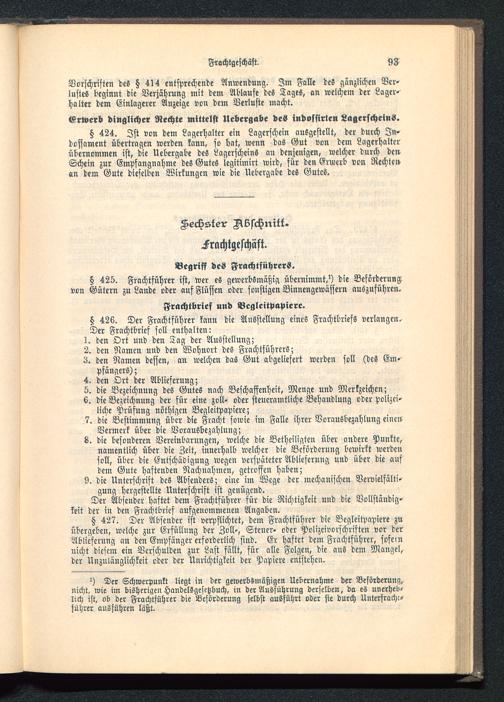 Frachtgeschäft. 93
Vorschriften des § 414 entsprechende Anwendung. Im Falle des gänzlichen Ver-
lustes beginnt die Verjährung mit dem Ablaufe des Tages, an welchem der Lager-
halter dem Einlagerer Anzeige von dem Verluste macht.
Erwerb dinglicher Rechte mittelst Uebergabe des indossirten Lagerscheins.
§ 424. Ist von dem Lagerhalter ein Lagerschein ausgestellt, der durch In-
dossament übertragen werden kann, so hat, wenn das Gut von dem Lagerhalter
übernommen ist, die Uebergabe des Lagerscheins an denjenigen, welcher durch den
Schein zur Empfangnahme des Gutes legitimirt wird, für den Erwerb von Rechten
an dem Gute dieselben Wirkungen wie die Uebergabe des Gutes.
Sechster Abschnitt.
Frachtgeschäft.
Begriff des Frachtführers.
§ 425. Frachtführer ist, wer es gewerbsmäßig übernimmt,¹) die Beförderung
von Gütern zu Lande oder auf Flüssen oder sonstigen Binnengewässern auszuführen.
Frachtbrief und Begleitpapiere.
§ 426. Der Frachtführer kann die Ausstellung eines Frachtbriefs verlangen.
Der Frachtbrief soll enthalten:
1. den Ort und den Tag der Ausstellung;
2. den Namen und den Wohnort des Frachtführers;
3. den Namen dessen, an welchen das Gut abgeliefert werden soll (des Em-
pfängers);
4. den Ort der Ablieferung;
5. die Bezeichnung des Gutes nach Beschaffenheit, Menge und Merkzeichen;
6. die Bezeichnung der für eine zoll- oder steueramtliche Behandlung oder polizei-
liche Prüfung nöthigen Begleitpapiere;
7. die Bestimmung über die Fracht sowie im Falle ihrer Vorausbezahlung einen
Vermerk über die Vorausbezahlung;
8. die besonderen Vereinbarungen, welche die Betheiligten über andere Punkte,
namentlich über die Zeit, innerhalb welcher die Beförderung bewirkt werden
soll, über die Entschädigung wegen verspäteter Ablieferung und über die auf
dem Gute haftenden Nachnahmen, getroffen haben;
9. die Unterschrift des Absenders; eine im Wege der mechanischen Vervielfälti-
gung hergestellte Unterschrift ist genügend.
Der Absender haftet dem Frachtführer für die Richtigkeit und die Vollständig-
keit der in den Frachtbrief aufgenommenen Angaben.
§ 427. Der Absender ist verpflichtet, dem Frachtführer die Begleitpapiere zu
übergeben, welche zur Erfüllung der Zoll-, Steuer- oder Polizeivorschriften vor der
Ablieferung an den Empfänger erforderlich sind. Er haftet dem Frachtführer, sofern
nicht diesem ein Verschulden zur Last fällt, für alle Folgen, die aus dem Mangel,
der Unzulänglichkeit oder der Unrichtigkeit der Papiere entstehen.
¹) Der Schwerpunkt liegt in der gewerbsmäßigen Uebernahme der Beförderung,
nicht, wie im bisherigen Handelsgesetzbuch, in der Ausführung derselben, da es unerheb-
lich ist, ob der Frachtführer die Beförderung selbst ausführt oder sie durch Unterfracht-
führer ausführen läßt.